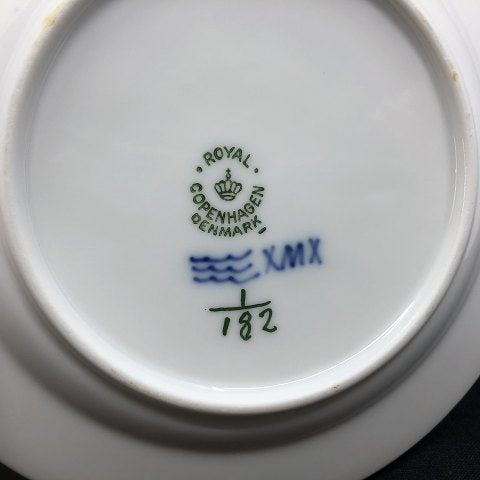 ROYAL
COPENHAGEN
DENMARK
XMX
1
182